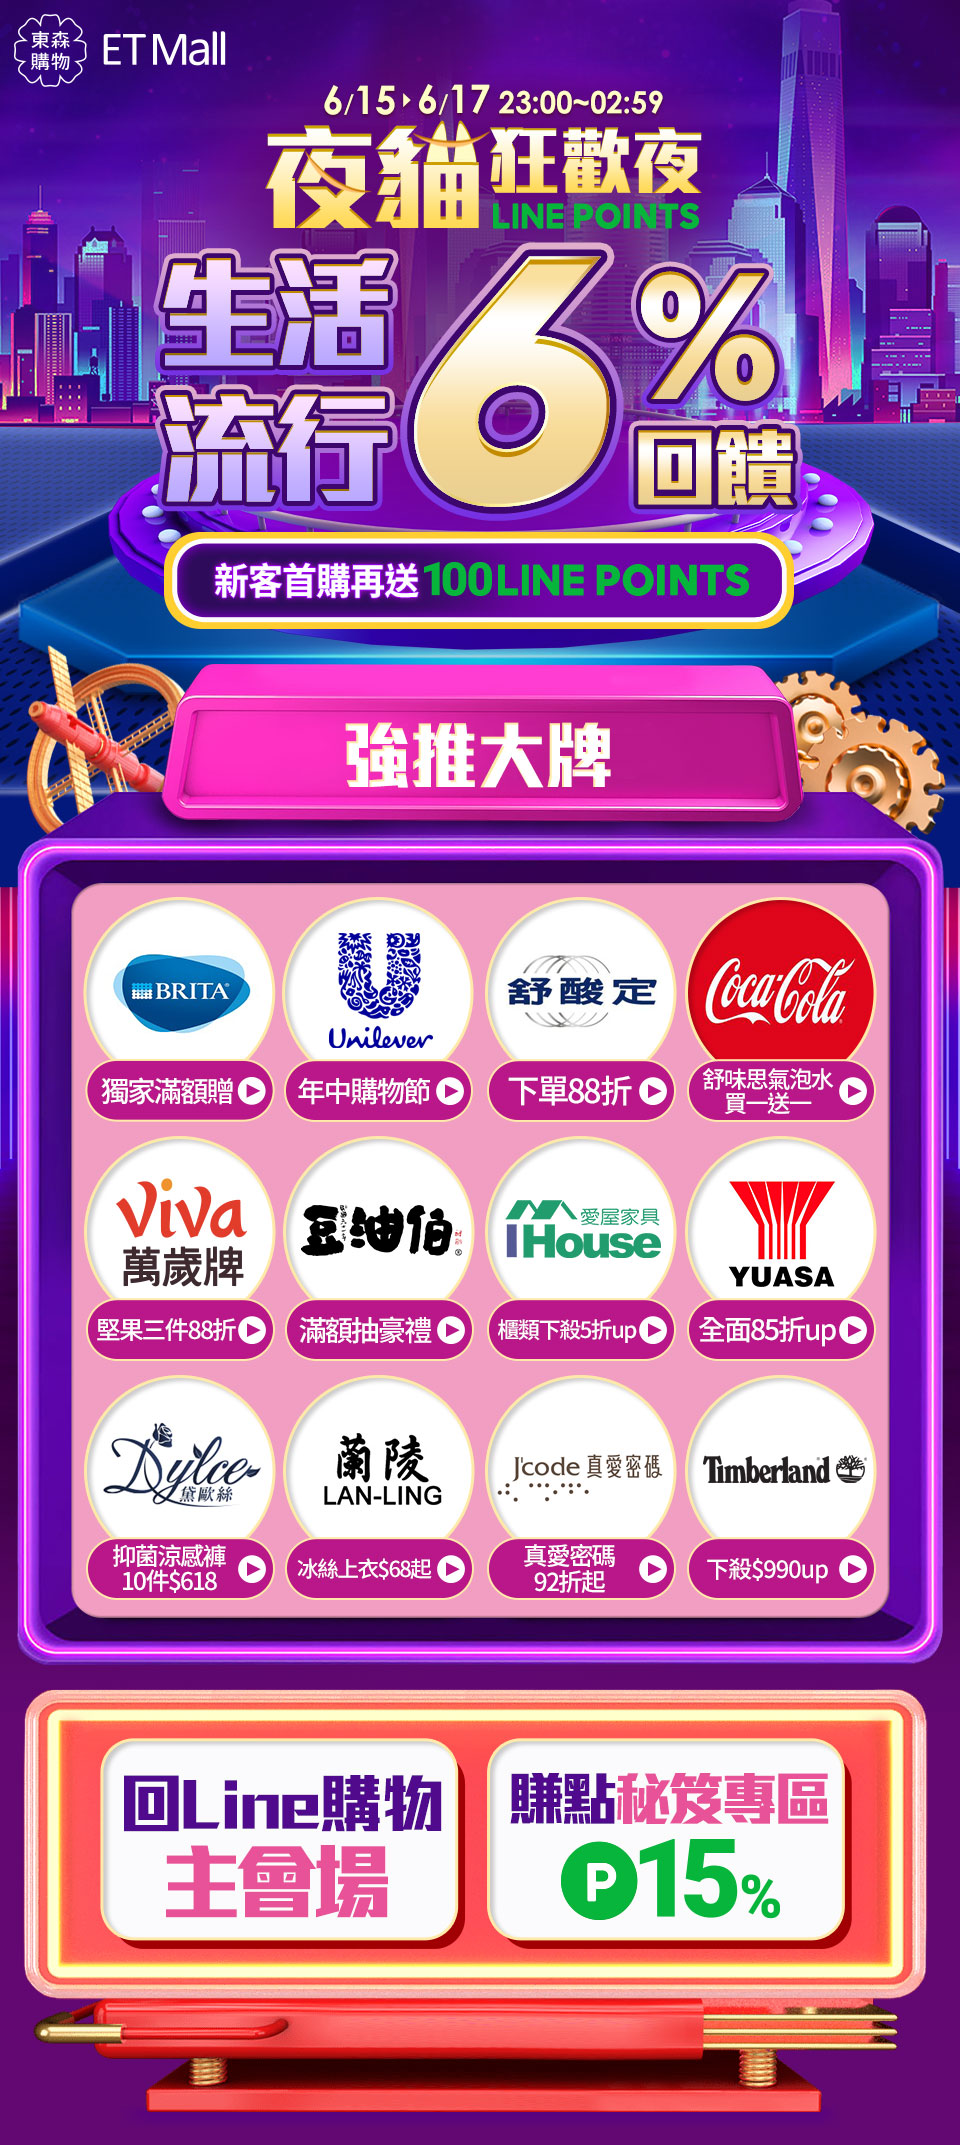 東森
購物
ETMall
6/15▸6/17 23:00~02:59
夜貓狂歡夜
LINE POINTS
生活
流行
6%
回饋
新客首購再送100LINE POINTS
強推大牌
BRITA
獨家滿額贈
Unilever
年中購物節
舒酸定
下單88折
Coca-Cola
舒味思氣泡水
買一送一
Viva
萬歲牌
堅果三件88折
豆油伯
滿額抽豪禮
愛屋家具
iHouse
櫃類下殺5折up
YUASA
全面85折up
Dylce
黛歐絲
抑菌涼感褲
10件$618
蘭陵
LAN-LING
冰絲上衣$68起
J'code 真愛密碼
真愛密碼
92折起
Timberland
下殺$990up
回Line購物
主會場
賺點秘笈專區
P15%